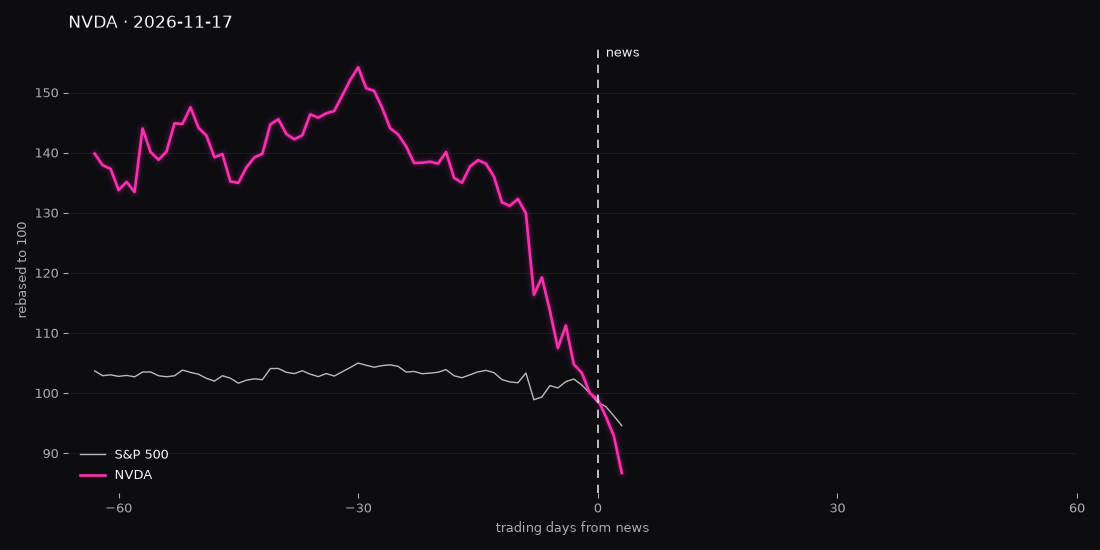 NVDA · 2026-11-17
news
150
140
130
120
110
100
90
rebased to 100
S&P 500
NVDA
−60
−30
0
30
60
trading days from news